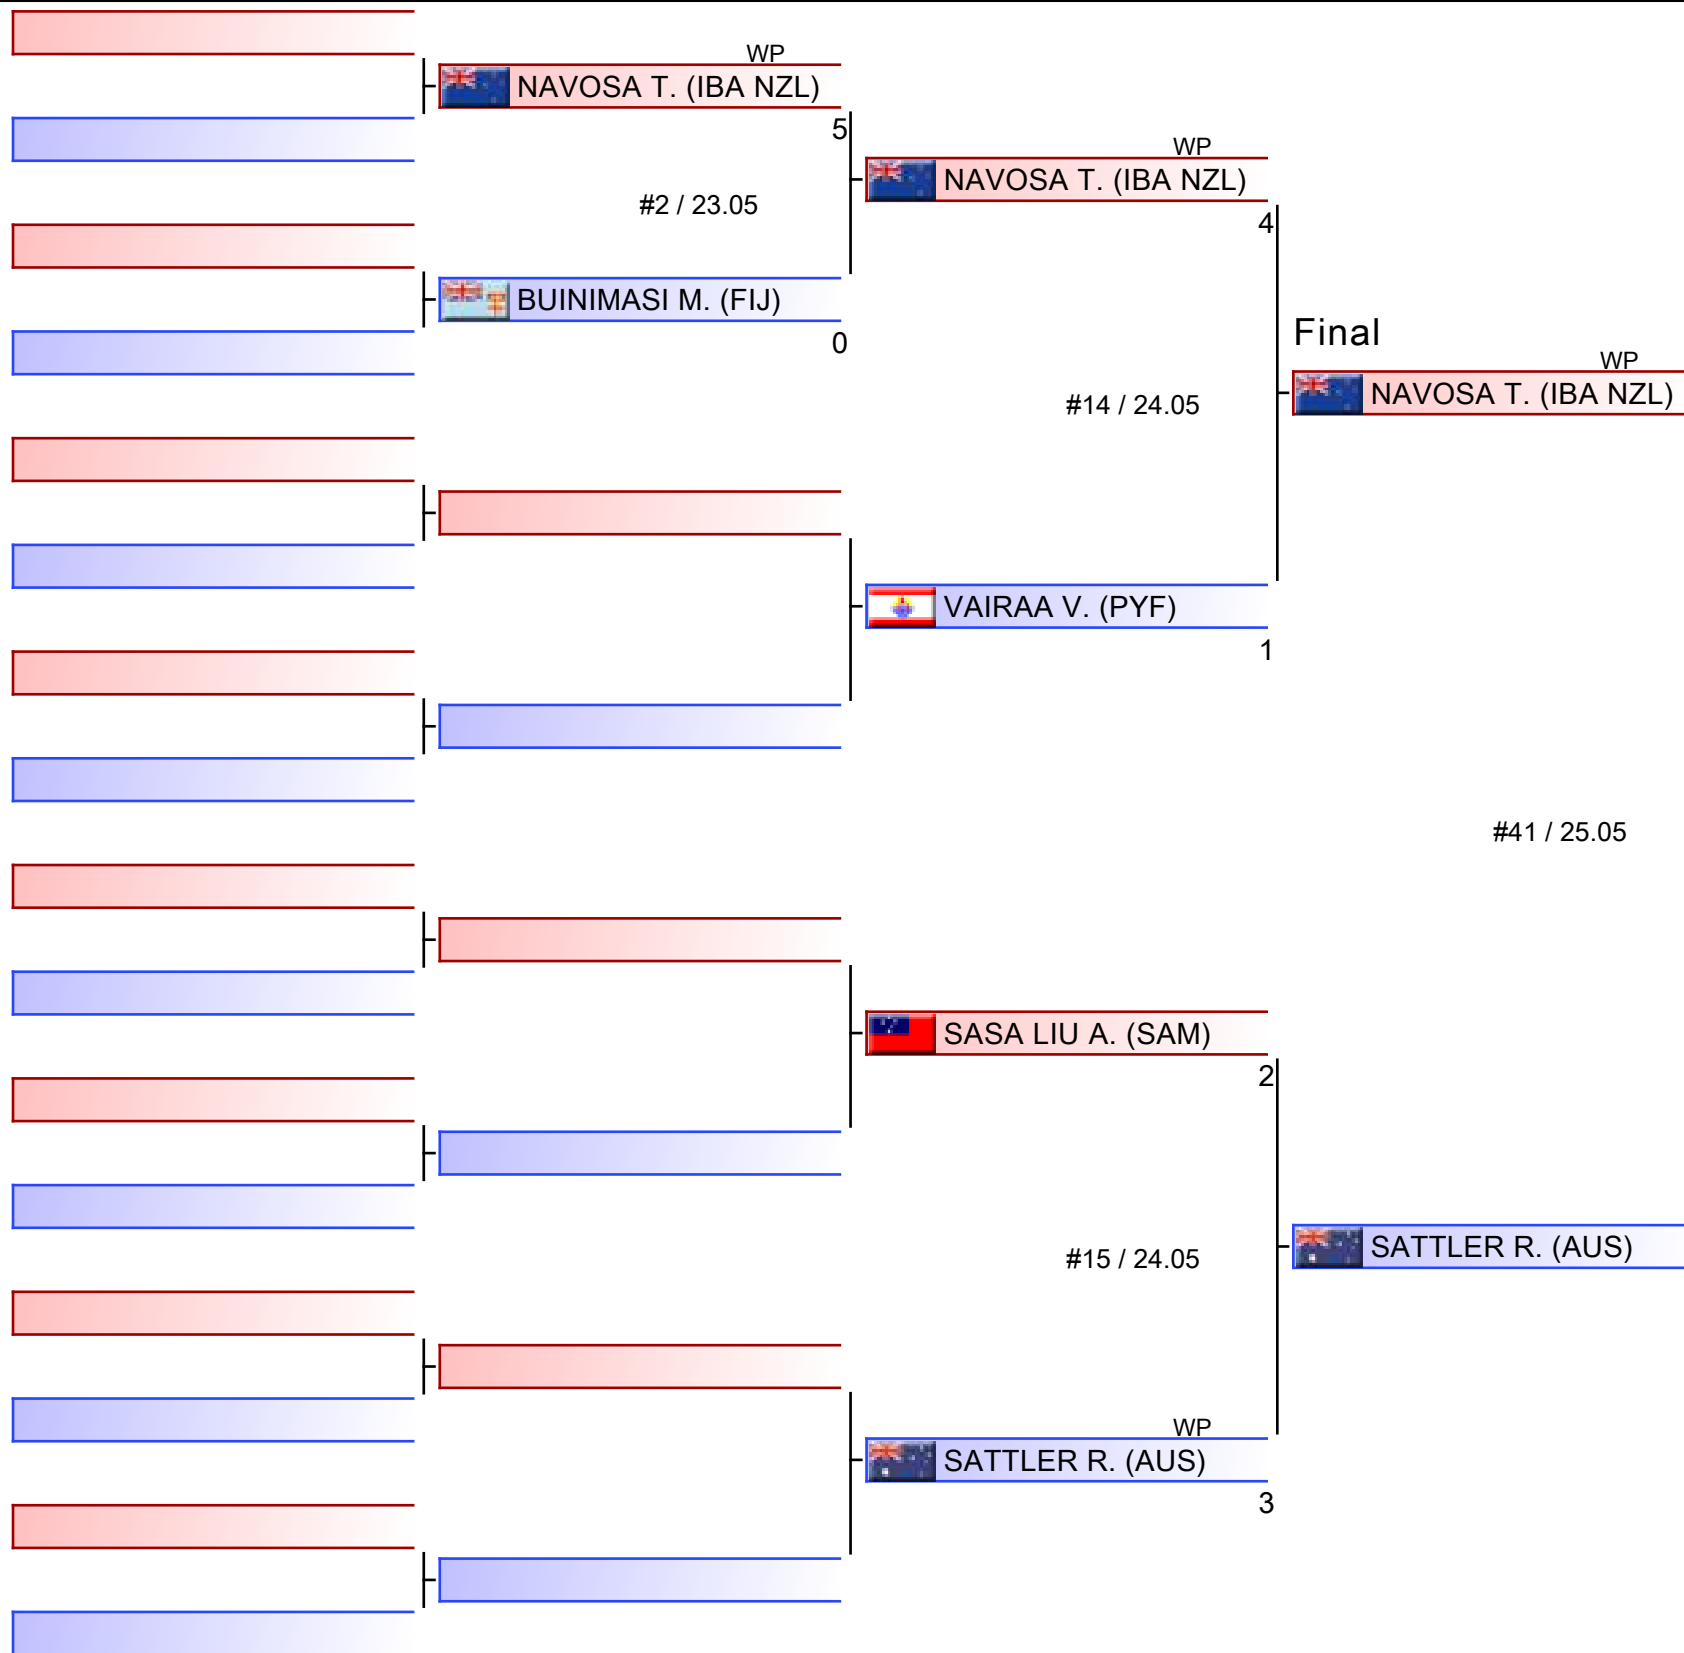 WP
NAVOSA T. (IBA NZL)
5
#2 / 23.05
BUINIMASI M. (FIJ)
0
WP
NAVOSA T. (IBA NZL)
4
#14 / 24.05
VAIRAA V. (PYF)
1
SASA LIU A. (SAM)
2
#15 / 24.05
WP
SATTLER R. (AUS)
3
Final
WP
NAVOSA T. (IBA NZL)
#41 / 25.05
SATTLER R. (AUS)